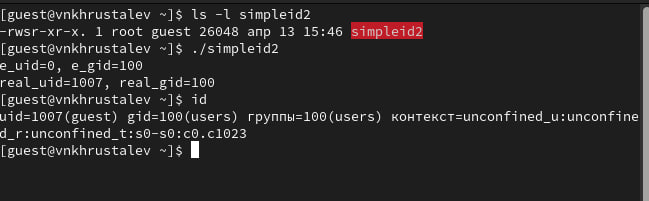 [guest@vnkhrustalev ~]$ ls -l simpleid2
-rwsr-xr-x. 1 root guest 26048 апр 13 15:46 simpleid2
[guest@vnkhrustalev ~]$ ./simpleid2
e_uid=0, e_gid=100
real_uid=1007, real_gid=100
[guest@vnkhrustalev ~]$ id
uid=1007(guest) gid=100(users) группы=100(users) контекст=unconfined_u:unconfine
d_r:unconfined_t:s0-s0:c0.c1023
[guest@vnkhrustalev ~]$